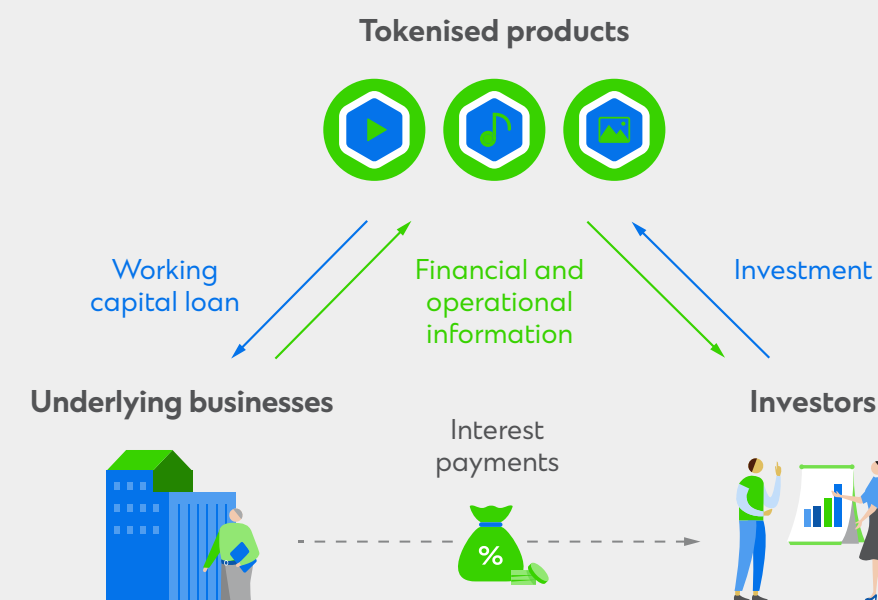 Tokenised products
Working
capital loan
Financial and
operational
information
Investment
Underlying businesses
Investors
Interest
payments
%